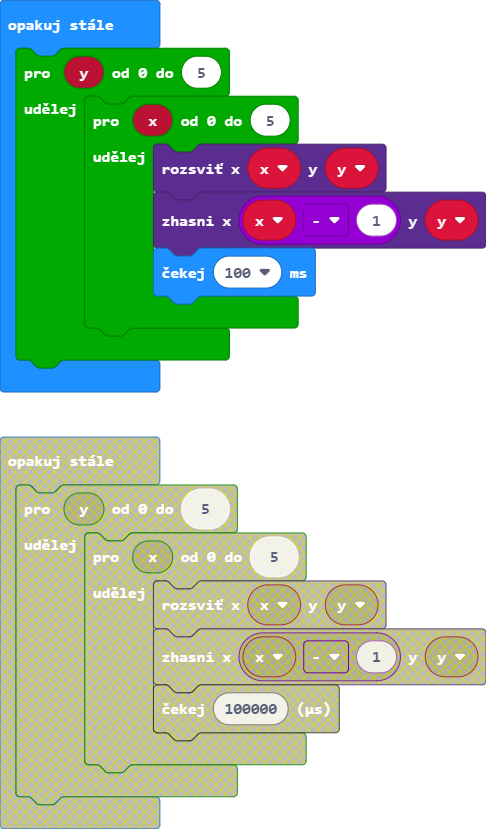 opakuj stále
pro y od 0 do 5
udělej
pro x od 0 do 5
udělej
rozsviť x x y y
zhasni x x - 1 y y
čekej 100 ms
opakuj stále
pro y od 0 do 5
udělej
pro x od 0 do 5
udělej
rozsviť x x y y
zhasni x x - 1 y y
čekej 100000 (µs)